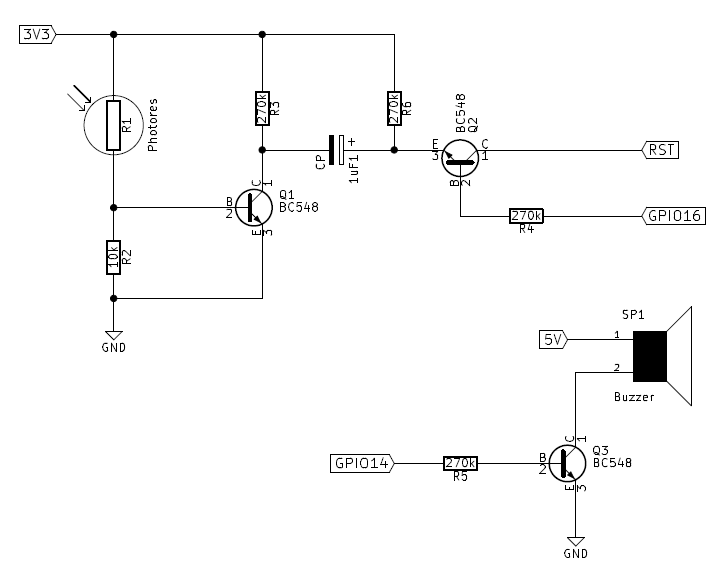 3V3
R1
Photores
270k
R3
270k
R6
BC548
Q2
CP
+
1uF1
E
3
C
1
B
2
RST
C
1
B
2
E
3
Q1
BC548
270k
R4
GPIO16
10k
R2
GND
SP1
5V
1
2
Buzzer
GPIO14
270k
R5
C
1
B
2
E
3
Q3
BC548
GND